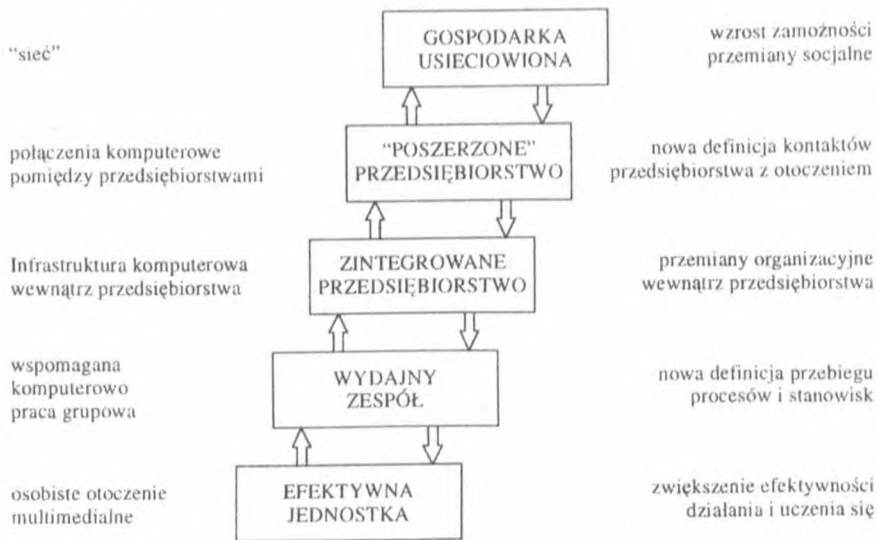 "sieć"
GOSPODARKA
USIECIOWIONA
wzrost zamożności
przemiany socjalne
połączenia komputerowe
pomiędzy przedsiębiorstwami
"POSZERZONE"
PRZEDSIĘBIORSTWO
nowa definicja kontaktów
przedsiębiorstwa z otoczeniem
Infrastruktura komputerowa
wewnątrz przedsiębiorstwa
ZINTEGROWANE
PRZEDSIĘBIORSTWO
przemiany organizacyjne
wewnątrz przedsiębiorstwa
wspomagana
komputerowo
praca grupowa
WYDAJNY
ZESPÓŁ
nowa definicja przebiegu
procesów i stanowisk
osobiste otoczenie
multimedialne
EFEKTYWNA
JEDNOSTKA
zwiększenie efektywności
działania i uczenia się